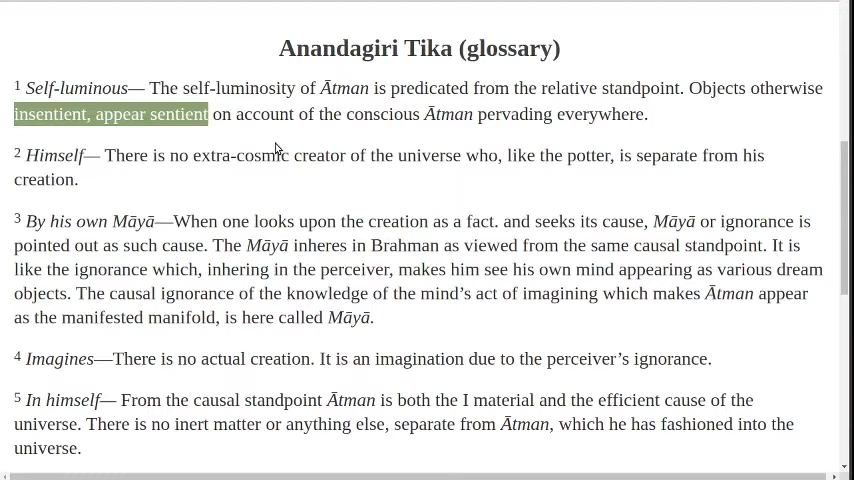 Anandagiri Tika (glossary)
1 Self-luminous— The self-luminosity of Ātman is predicated from the relative standpoint. Objects otherwise
insentient, appear sentient on account of the conscious Ātman pervading everywhere.
2 Himself— There is no extra-cosmic creator of the universe who, like the potter, is separate from his
creation.
3 By his own Māyā—When one looks upon the creation as a fact. and seeks its cause, Māyā or ignorance is
pointed out as such cause. The Māyā inheres in Brahman as viewed from the same causal standpoint. It is
like the ignorance which, inhering in the perceiver, makes him see his own mind appearing as various dream
objects. The causal ignorance of the knowledge of the mind’s act of imagining which makes Ātman appear
as the manifested manifold, is here called Māyā.
4 Imagines—There is no actual creation. It is an imagination due to the perceiver’s ignorance.
5 In himself— From the causal standpoint Ātman is both the I material and the efficient cause of the
universe. There is no inert matter or anything else, separate from Ātman, which he has fashioned into the
universe.